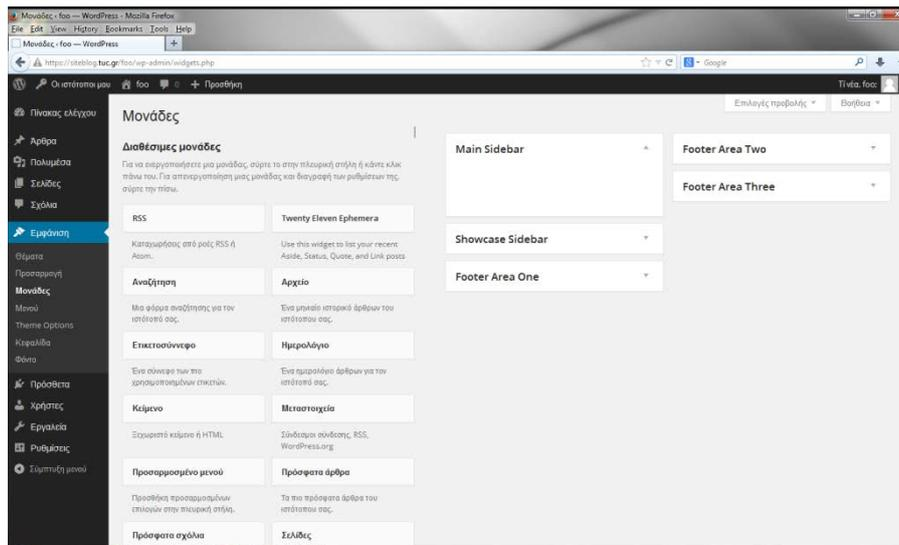 Μονάδες ‹ foo — WordPress - Mozilla Firefox
File Edit View History Bookmarks Tools Help
Μονάδες ‹ foo — WordPress
https://siteblog.tuc.gr/foo/wp-admin/widgets.php
Google
Οι ιστότοποι μου foo 0 Προσθήκη
Τί νέα, foo;
Επιλογές προβολής
Βοήθεια
Πίνακας ελέγχου
Άρθρα
Πολυμέσα
Σελίδες
Σχόλια
Εμφάνιση
Θέματα
Προσαρμογή
Μονάδες
Μενού
Theme Options
Κεφαλίδα
Φόντο
Πρόσθετα
Χρήστες
Εργαλεία
Ρυθμίσεις
Σύμπτυξη μενού
Μονάδες
Διαθέσιμες μονάδες
Για να ενεργοποιήσετε μια μονάδας, σύρτε το στην πλευρική στήλη ή κάντε κλικ
πάνω του. Για απενεργοποίηση μιας μονάδας και διαγραφή των ρυθμίσεων της,
σύρτε την πίσω.
RSS
Καταχωρήσεις από ροές RSS ή
Atom.
Twenty Eleven Ephemera
Use this widget to list your recent
Aside, Status, Quote, and Link posts
Αναζήτηση
Μια φόρμα αναζήτησης για τον
ιστότοπό σας.
Αρχείο
Ένα μηνιαίο ιστορικό άρθρων του
ιστότοπου σας.
Ετικετοσύννεφο
Ένα σύννεφο των πιο
χρησιμοποιημένων ετικετών.
Ημερολόγιο
Ένα ημερολόγιο άρθρων για τον
ιστότοπό σας.
Κείμενο
Ξεχωριστό κείμενο ή HTML
Μεταστοιχεία
Σύνδεσμοι σύνδεσης, RSS,
WordPress.org
Προσαρμοσμένο μενού
Προσθήκη προσαρμοσμένων
επιλογών στην πλευρική στήλη.
Πρόσφατα άρθρα
Τα πιο πρόσφατα άρθρα του
ιστότοπου σας.
Πρόσφατα σχόλια
Σελίδες
Main Sidebar
Showcase Sidebar
Footer Area One
Footer Area Two
Footer Area Three